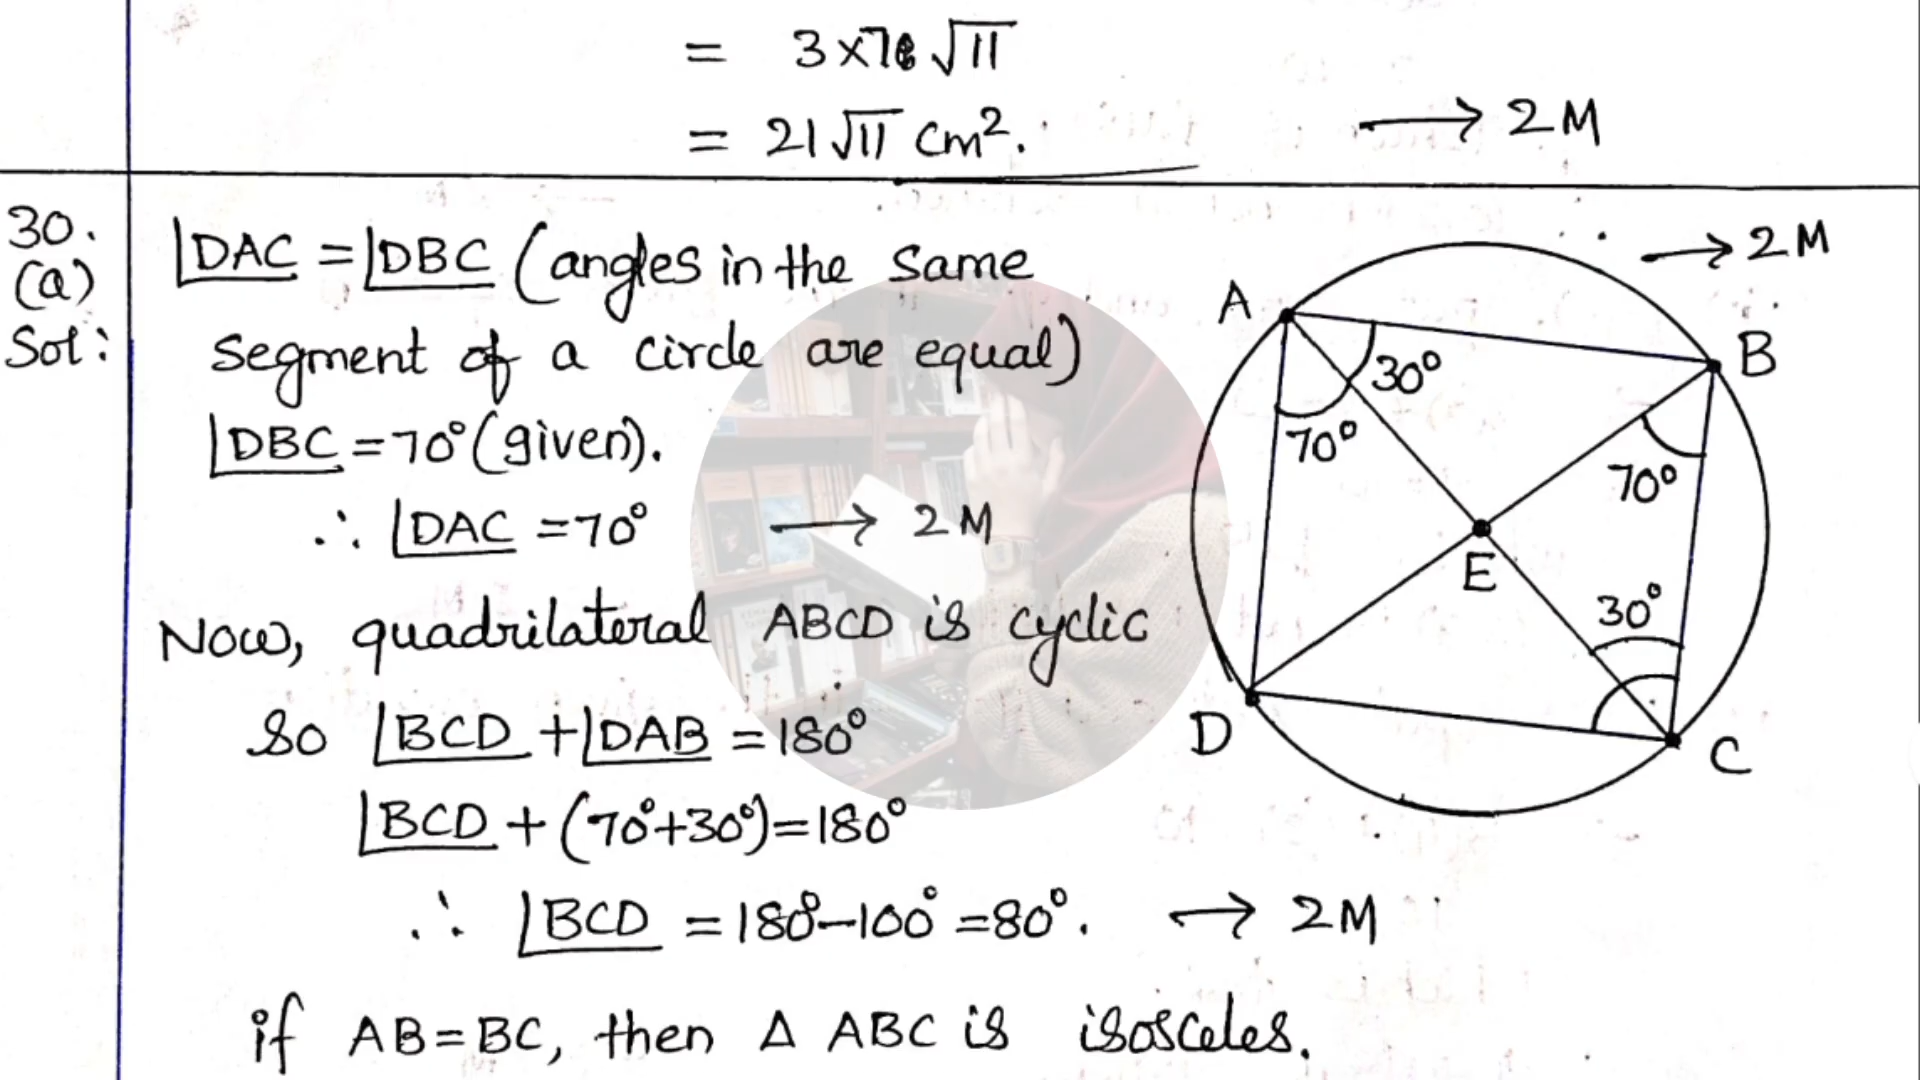 = 3×7 √11
= 21√11 cm². → 2M
30.
(a)
Sol:
∠DAC = ∠DBC (angles in the same
segment of a circle are equal)
∠DBC = 70° (given).
∴ ∠DAC = 70° → 2M
Now, quadrilateral ABCD is cyclic
So ∠BCD + ∠DAB = 180°
∠BCD + (70°+30°) = 180°
∴ ∠BCD = 180°–100° = 80°. → 2M
if AB = BC, then Δ ABC is isosceles.
→ 2M
A
B
30°
70°
70°
E
30°
D
C